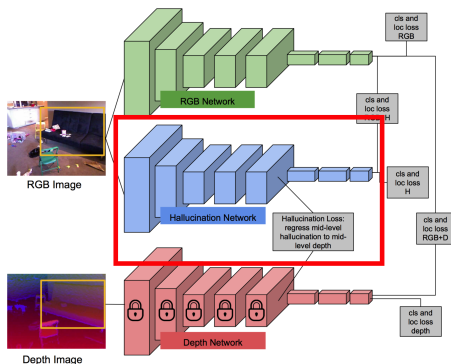 cls and
loc loss
RGB
RGB Network
cls and
loc loss
RGB Image
cls and
loc loss
H
Hallucination Network
Hallucination Loss:
regress mid-level
hallucination to mid-
level depth
cls and
loc loss
RGB+D
cls and
loc loss
depth
Depth Network
Depth Image